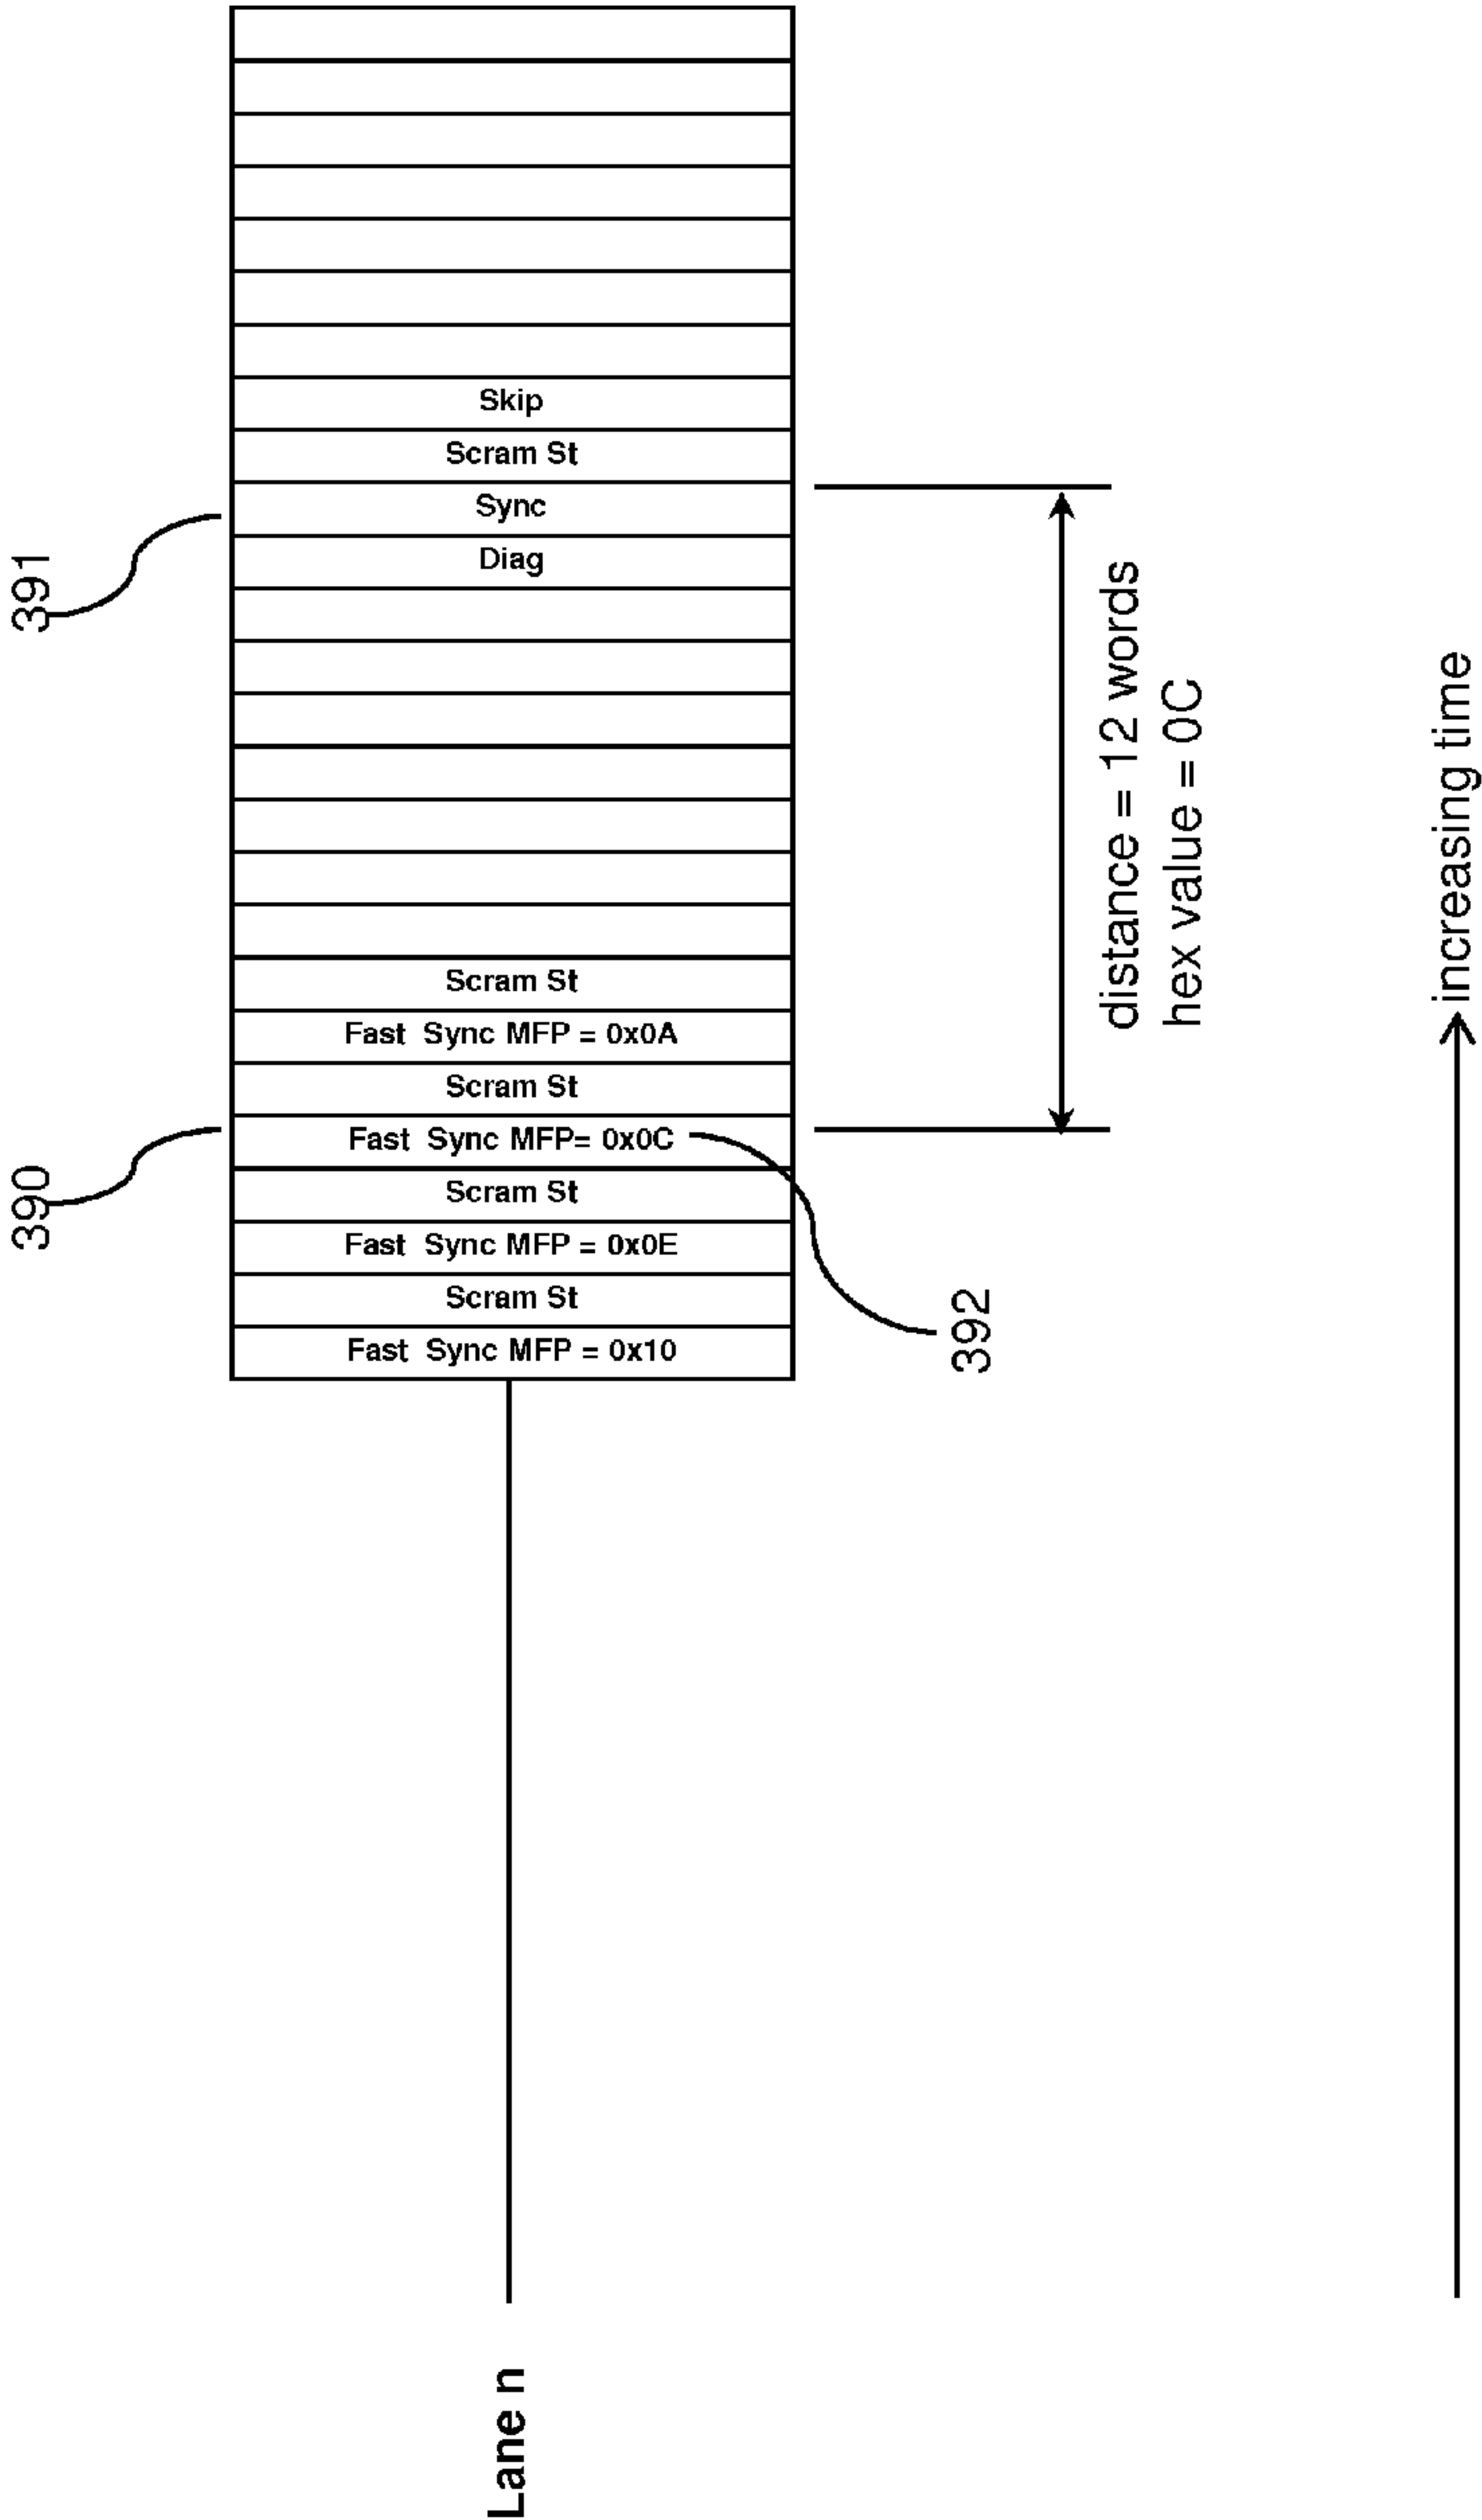 Skip
Scram St
Sync
Diag
Scram St
Fast Sync MFP = 0x0A
Scram St
Fast Sync MFP= 0x0C
Scram St
Fast Sync MFP = 0x0E
Scram St
Fast Sync MFP = 0x10
391
390
392
distance = 12 words
hex value = 0C
increasing time
Lane n